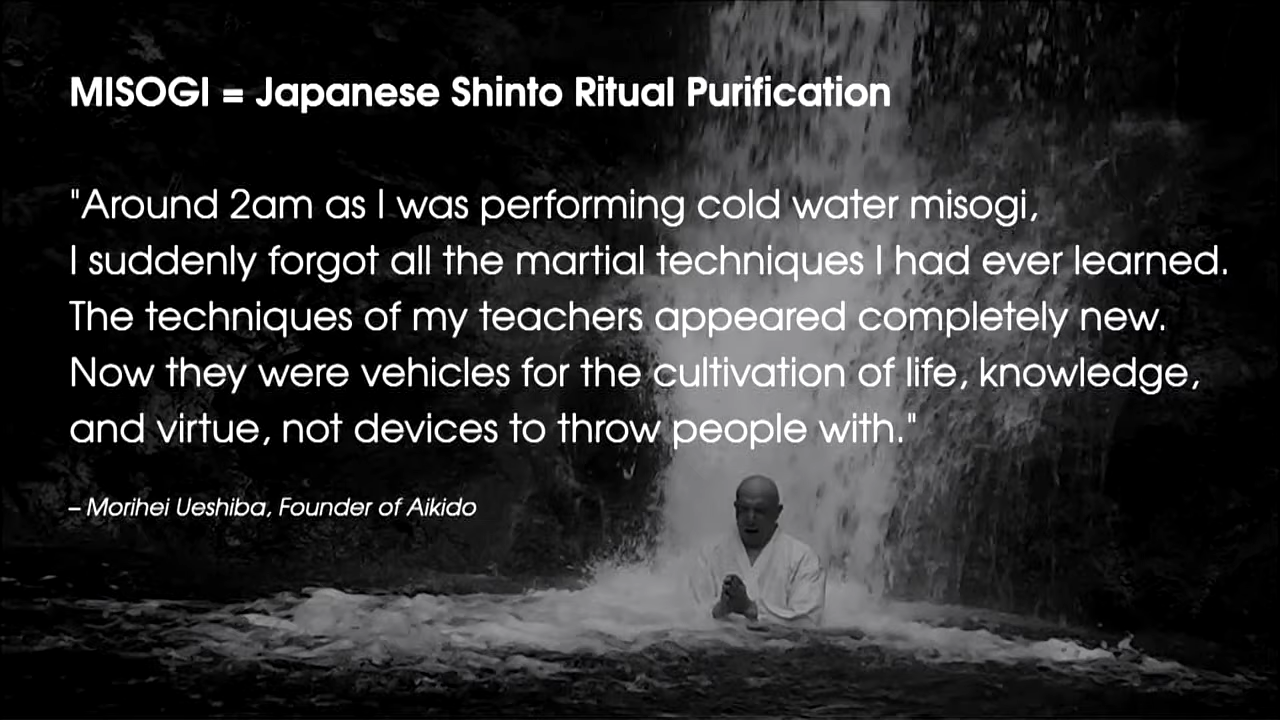 MISOGI = Japanese Shinto Ritual Purification
"Around 2am as I was performing cold water misogi,
I suddenly forgot all the martial techniques I had ever learned.
The techniques of my teachers appeared completely new.
Now they were vehicles for the cultivation of life, knowledge,
and virtue, not devices to throw people with."
– Morihei Ueshiba, Founder of Aikido